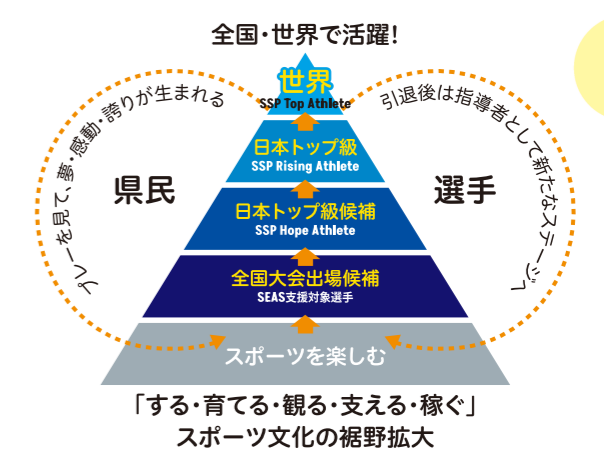 全国・世界で活躍!
世界
SSP Top Athlete
日本トップ級
SSP Rising Athlete
日本トップ級候補
SSP Hope Athlete
全国大会出場候補
SEAS支援対象選手
スポーツを楽しむ
県民
プレーを見て、夢・感動・誇りが生まれる
選手
引退後は指導者として新たなステージへ
「する・育てる・観る・支える・稼ぐ」
スポーツ文化の裾野拡大